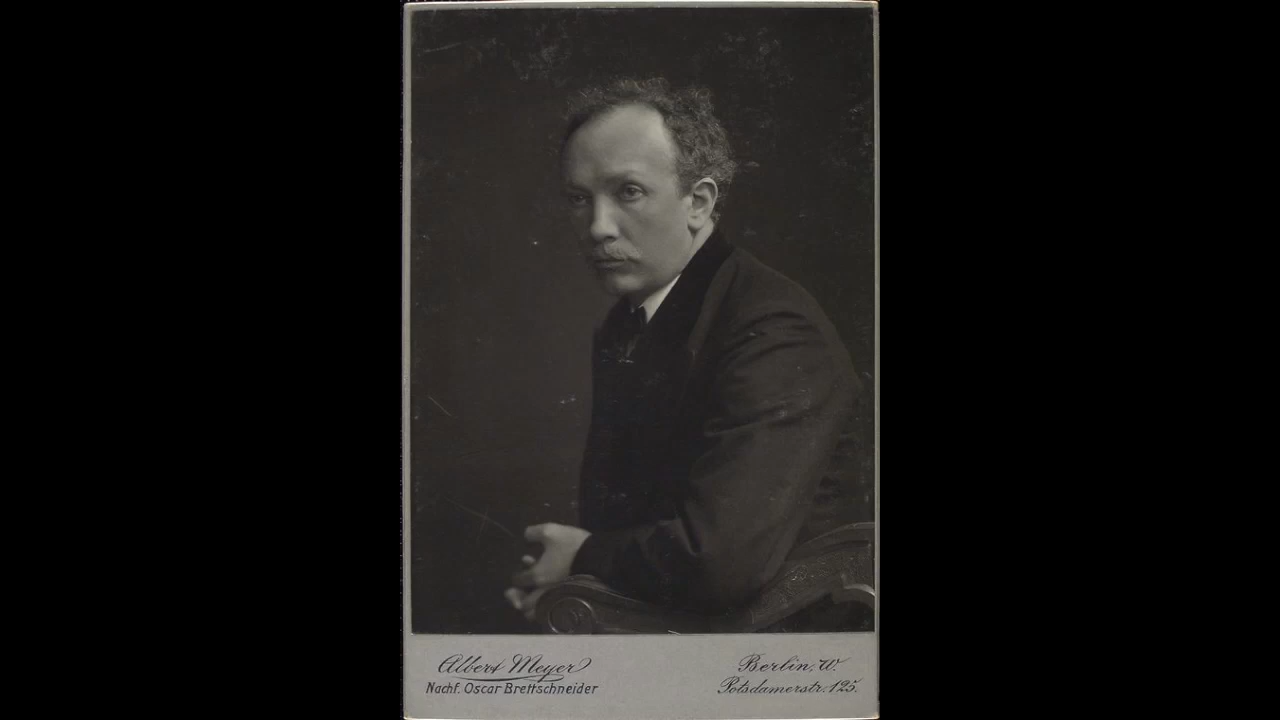 Albert Meyer
Nachf. Oscar Brettschneider
Berlin. W.
Potsdamerstr. 125.